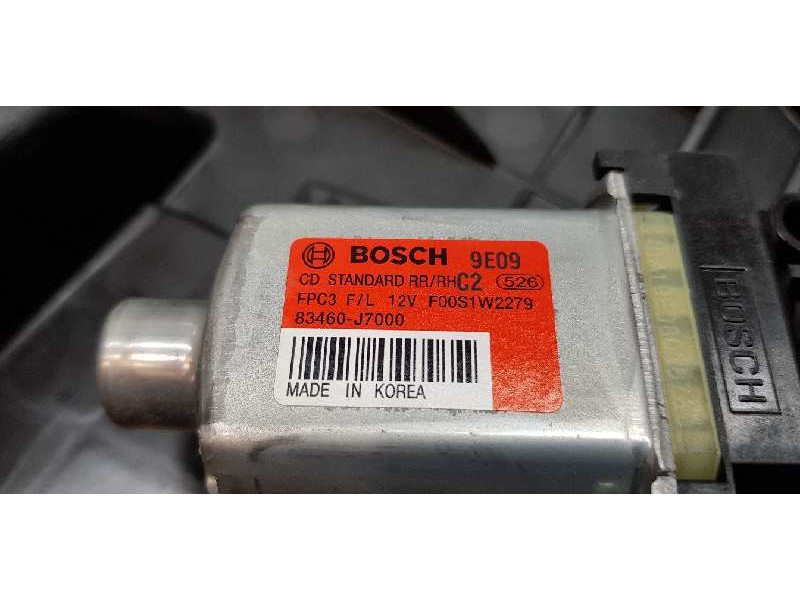 BOSCH 9E09
CD STANDARD RR/RH C2 526
FPC3 F/L 12V F00S1W2279
83460-J7000
MADE IN KOREA
BOSCH